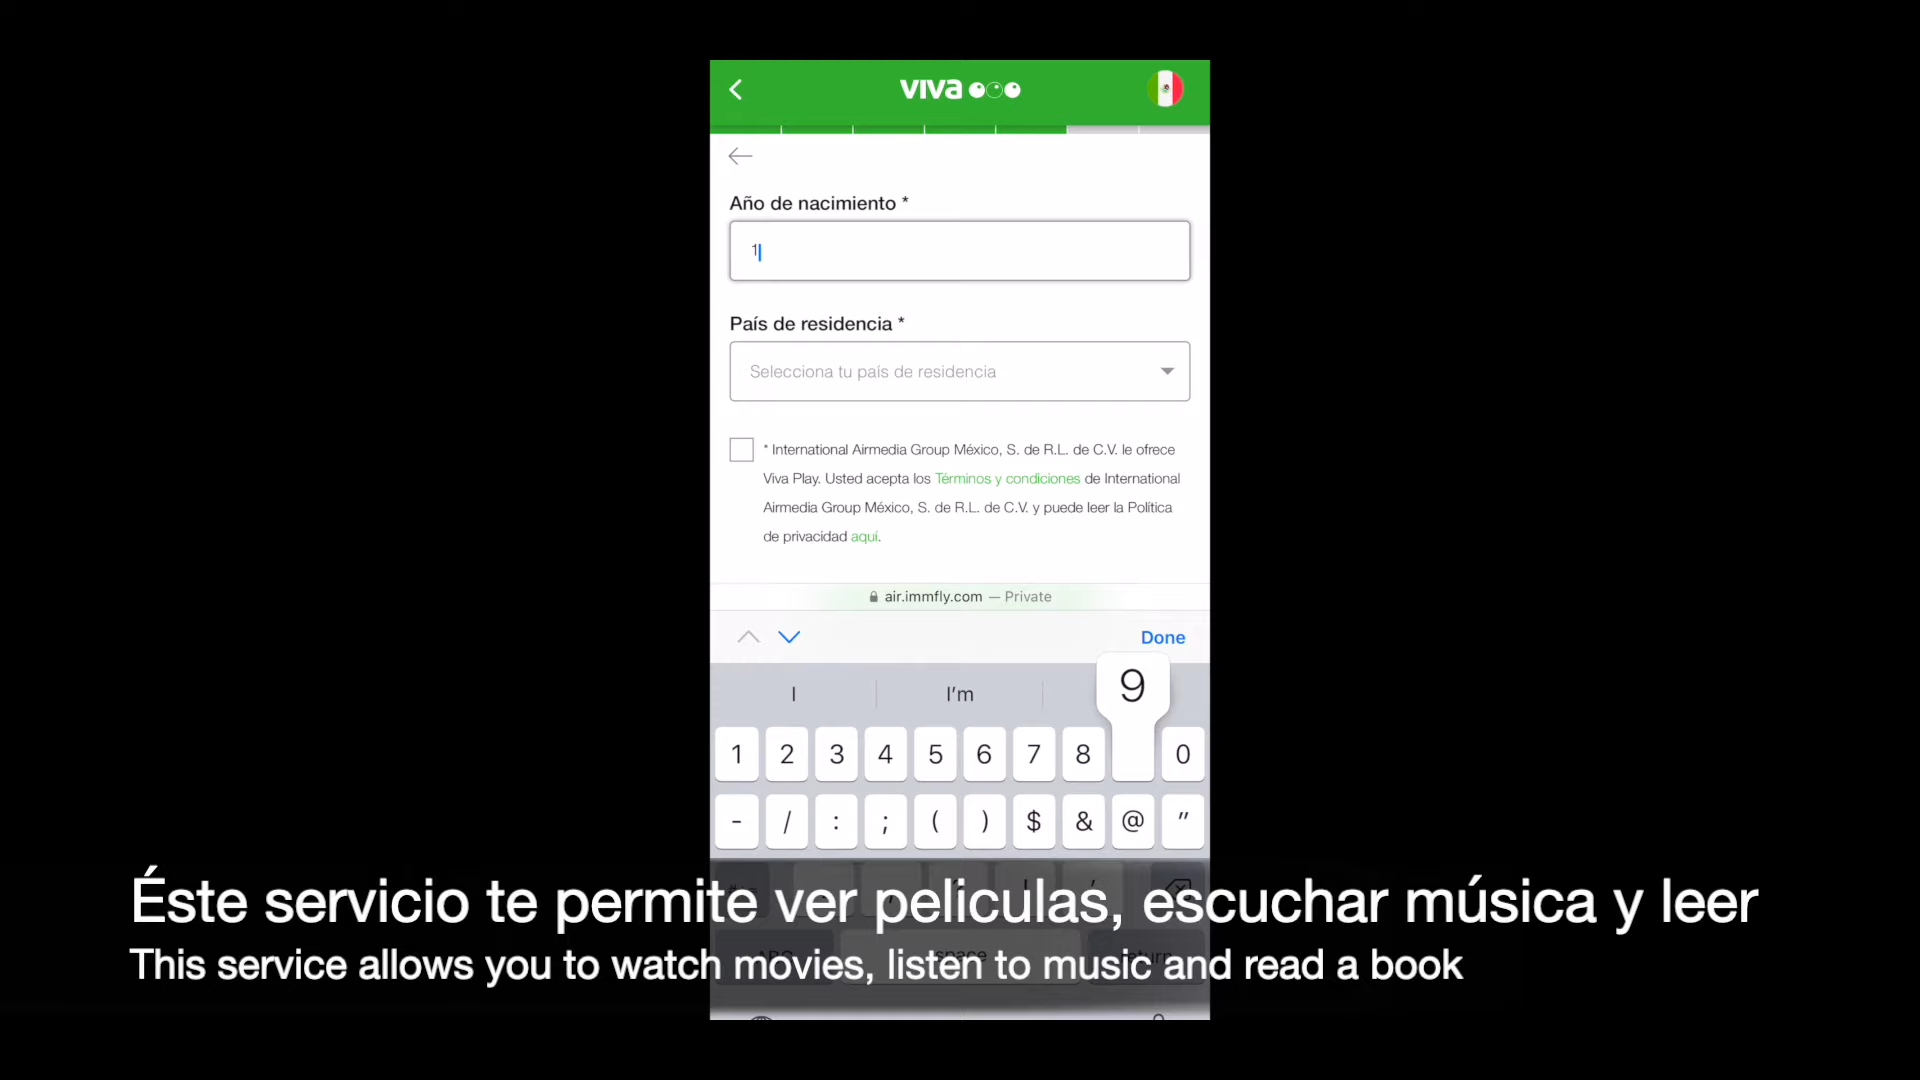 VIVA
Año de nacimiento *
1
País de residencia *
Selecciona tu país de residencia
* International Airmedia Group México, S. de R.L. de C.V. le ofrece
Viva Play. Usted acepta los Términos y condiciones de International
Airmedia Group México, S. de R.L. de C.V. y puede leer la Política
de privacidad aquí.
air.immfly.com — Private
Done
I I'm
9
1 2 3 4 5 6 7 8 0
- / : ; ( ) $ & @ "
Éste servicio te permite ver películas, escuchar música y leer
This service allows you to watch movies, listen to music and read a book
space
return